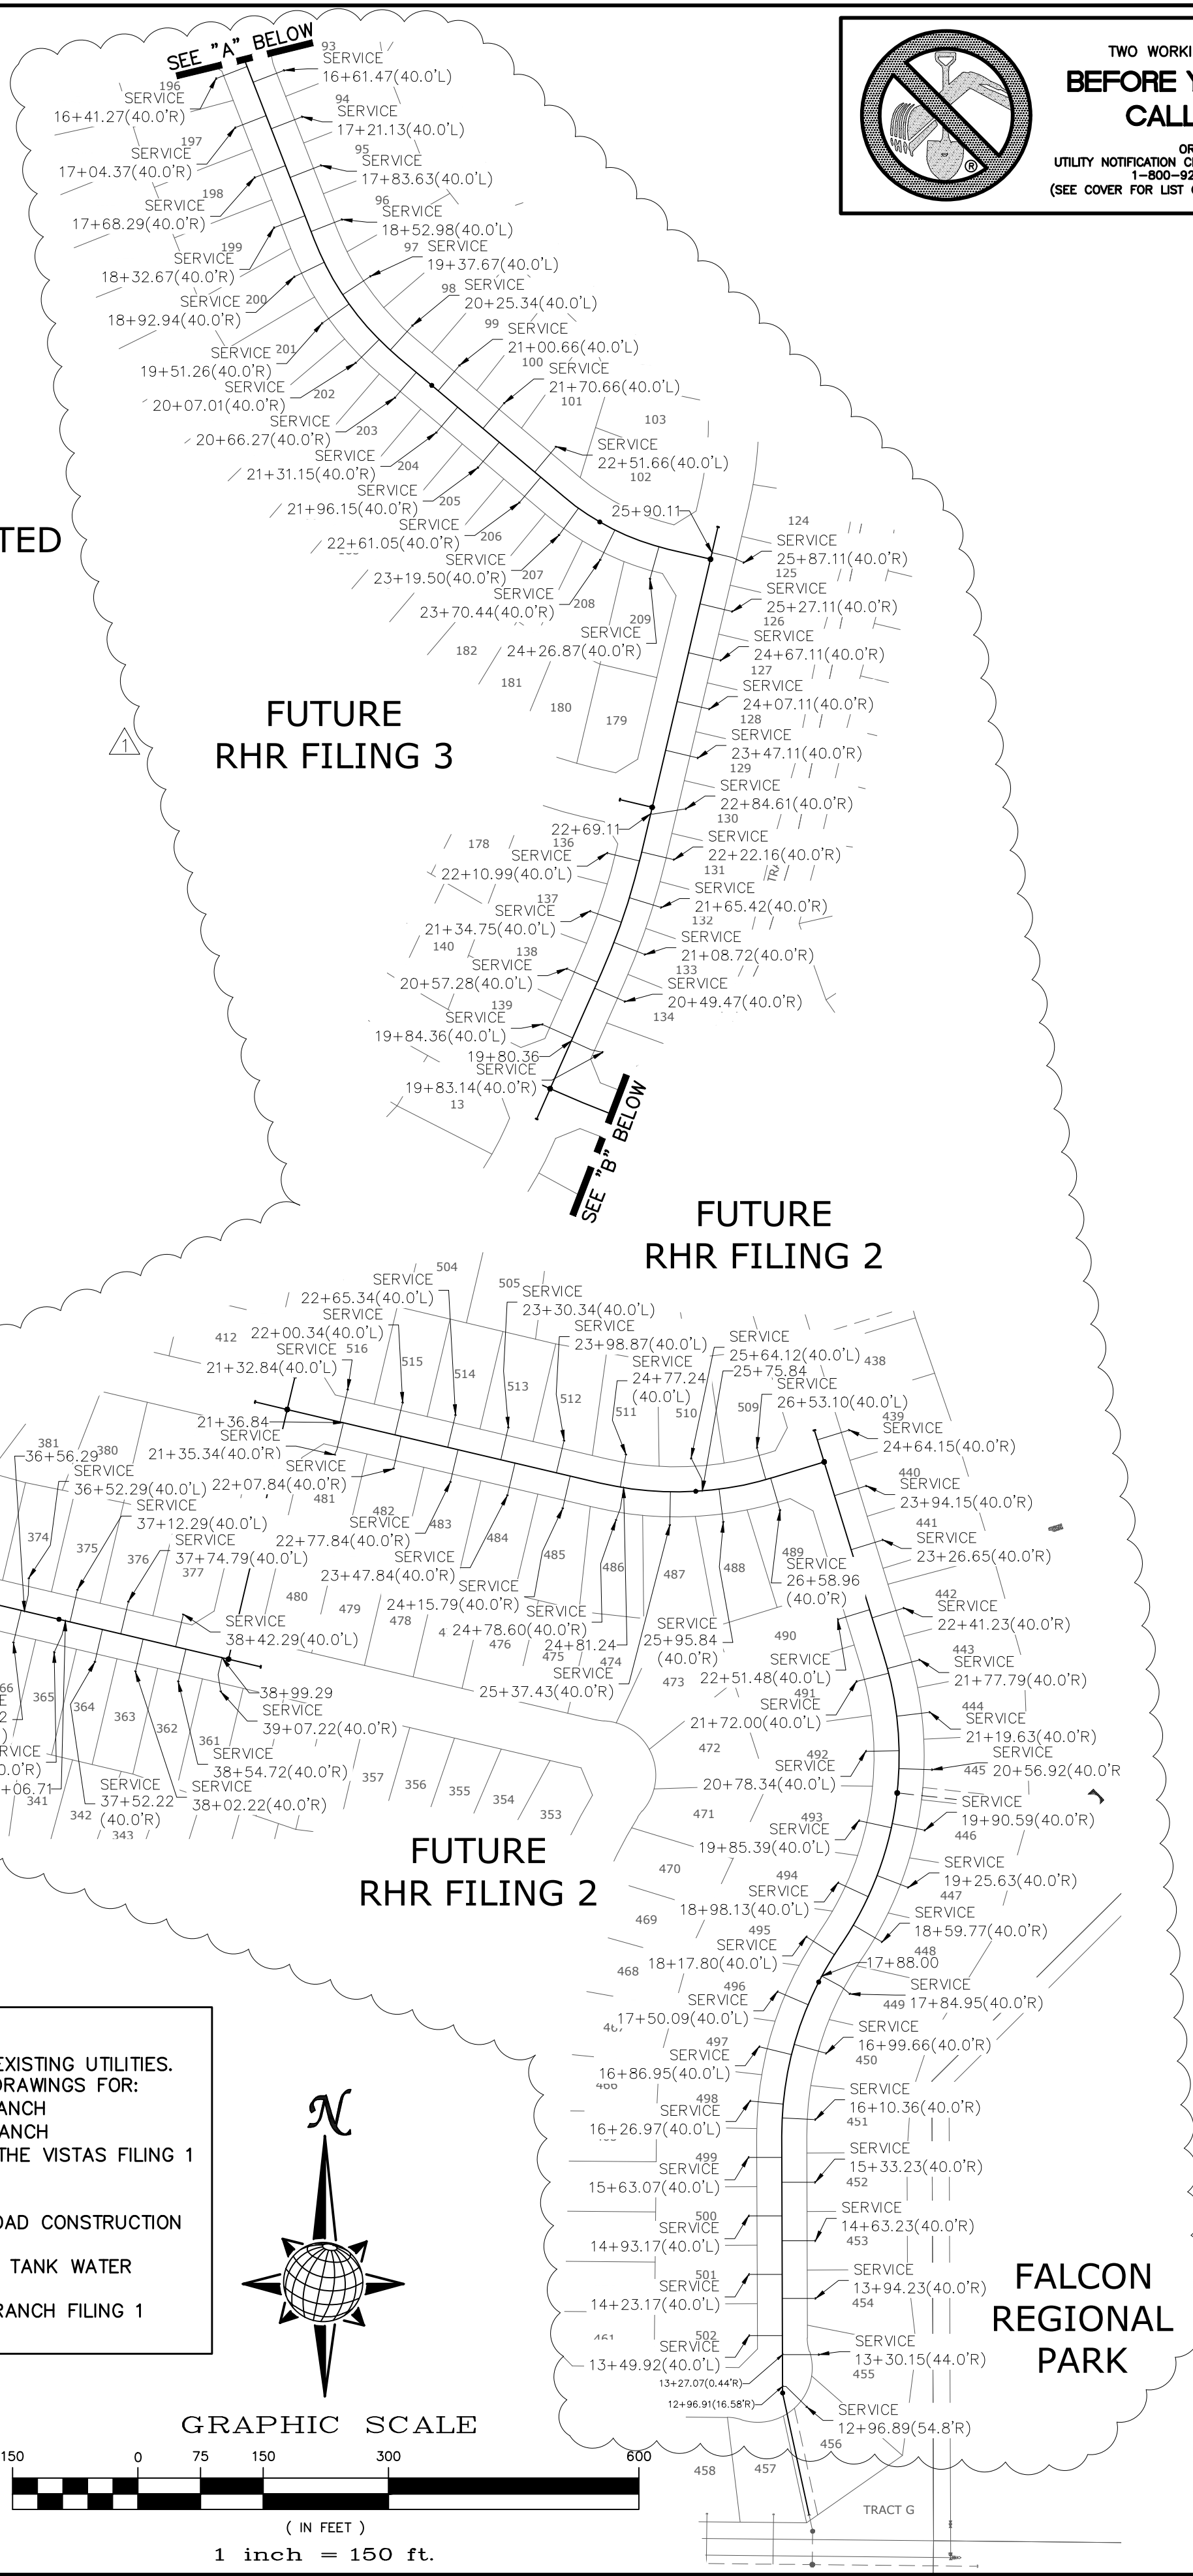 SEE "A" BELOW
93
SERVICE
16+61.47(40.0'L)
196
SERVICE
16+41.27(40.0'R)
94
SERVICE
17+21.13(40.0'L)
197
SERVICE
17+04.37(40.0'R)
95
SERVICE
17+83.63(40.0'L)
198
SERVICE
17+68.29(40.0'R)
96
SERVICE
18+52.98(40.0'L)
199
SERVICE
18+32.67(40.0'R)
97
SERVICE
19+37.67(40.0'L)
200
SERVICE
18+92.94(40.0'R)
98
SERVICE
20+25.34(40.0'L)
99
SERVICE
21+00.66(40.0'L)
201
SERVICE
19+51.26(40.0'R)
100
SERVICE
21+70.66(40.0'L)
101
202
SERVICE
20+07.01(40.0'R)
103
203
SERVICE
20+66.27(40.0'R)
SERVICE
22+51.66(40.0'L)
102
204
SERVICE
21+31.15(40.0'R)
205
SERVICE
21+96.15(40.0'R)
25+90.11
206
SERVICE
22+61.05(40.0'R)
207
SERVICE
23+19.50(40.0'R)
208
SERVICE
23+70.44(40.0'R)
209
SERVICE
24+26.87(40.0'R)
182
181
180
179
124
SERVICE
25+87.11(40.0'R)
125
SERVICE
25+27.11(40.0'R)
126
SERVICE
24+67.11(40.0'R)
127
SERVICE
24+07.11(40.0'R)
128
SERVICE
23+47.11(40.0'R)
129
SERVICE
22+84.61(40.0'R)
130
SERVICE
22+22.16(40.0'R)
131
SERVICE
21+65.42(40.0'R)
132
SERVICE
21+08.72(40.0'R)
133
SERVICE
20+49.47(40.0'R)
134
TED
FUTURE
RHR FILING 3
1
22+69.11
178
136
SERVICE
22+10.99(40.0'L)
137
SERVICE
21+34.75(40.0'L)
140
138
SERVICE
20+57.28(40.0'L)
139
SERVICE
19+84.36(40.0'L)
19+80.36
SERVICE
19+83.14(40.0'R)
13
SEE "B" BELOW
TWO WORKI
BEFORE Y
CALL
OR
UTILITY NOTIFICATION C
1-800-92
(SEE COVER FOR LIST
®
FUTURE
RHR FILING 2
504
SERVICE
22+65.34(40.0'L)
505
SERVICE
23+30.34(40.0'L)
412
SERVICE
22+00.34(40.0'L)
SERVICE
23+98.87(40.0'L)
SERVICE
21+32.84(40.0'L)
516
515
514
513
512
SERVICE
24+77.24
(40.0'L)
511
510
SERVICE
25+64.12(40.0'L)
25+75.84
SERVICE
26+53.10(40.0'L)
509
438
439
SERVICE
24+64.15(40.0'R)
440
SERVICE
23+94.15(40.0'R)
441
SERVICE
23+26.65(40.0'R)
442
SERVICE
22+41.23(40.0'R)
443
SERVICE
21+77.79(40.0'R)
444
SERVICE
21+19.63(40.0'R)
445
SERVICE
20+56.92(40.0'R
SERVICE
19+90.59(40.0'R)
446
SERVICE
19+25.63(40.0'R)
447
SERVICE
18+59.77(40.0'R)
448
17+88.00
SERVICE
17+84.95(40.0'R)
449
SERVICE
16+99.66(40.0'R)
450
SERVICE
16+10.36(40.0'R)
451
SERVICE
15+33.23(40.0'R)
452
SERVICE
14+63.23(40.0'R)
453
SERVICE
13+94.23(40.0'R)
454
SERVICE
13+30.15(44.0'R)
455
SERVICE
12+96.89(54.8'R)
456
21+36.84
SERVICE
21+35.34(40.0'R)
SERVICE
22+07.84(40.0'R)
481
482
SERVICE
22+77.84(40.0'R)
483
SERVICE
23+47.84(40.0'R)
484
SERVICE
24+15.79(40.0'R)
485
SERVICE
24+78.60(40.0'R)
486
24+81.24
487
SERVICE
25+37.43(40.0'R)
488
SERVICE
25+95.84
(40.0'R)
489
SERVICE
26+58.96
(40.0'R)
381
36+56.29
380
SERVICE
36+52.29(40.0'L)
374
SERVICE
37+12.29(40.0'L)
375
376
SERVICE
37+74.79(40.0'L)
377
SERVICE
38+42.29(40.0'L)
480
479
478
476
475
474
473
38+99.29
SERVICE
39+07.22(40.0'R)
361
SERVICE
38+54.72(40.0'R)
362
SERVICE
38+02.22(40.0'R)
363
SERVICE
37+52.22
(40.0'R)
364
365
341
342
343
357
356
355
354
353
490
SERVICE
22+51.48(40.0'L)
491
21+72.00(40.0'L)
472
492
SERVICE
20+78.34(40.0'L)
471
493
SERVICE
19+85.39(40.0'L)
470
494
SERVICE
18+98.13(40.0'L)
469
495
SERVICE
18+17.80(40.0'L)
468
496
SERVICE
17+50.09(40.0'L)
497
SERVICE
16+86.95(40.0'L)
498
SERVICE
16+26.97(40.0'L)
499
SERVICE
15+63.07(40.0'L)
500
SERVICE
14+93.17(40.0'L)
501
SERVICE
14+23.17(40.0'L)
502
SERVICE
13+49.92(40.0'L)
13+27.07(0.44'R)
12+96.91(16.58'R)
458
457
TRACT G
FUTURE
RHR FILING 2
FALCON
REGIONAL
PARK
EXISTING UTILITIES.
DRAWINGS FOR:
ANCH
ANCH
THE VISTAS FILING 1
OAD CONSTRUCTION
TANK WATER
RANCH FILING 1
N
GRAPHIC SCALE
150 0 75 150 300 600
( IN FEET )
1 inch = 150 ft.